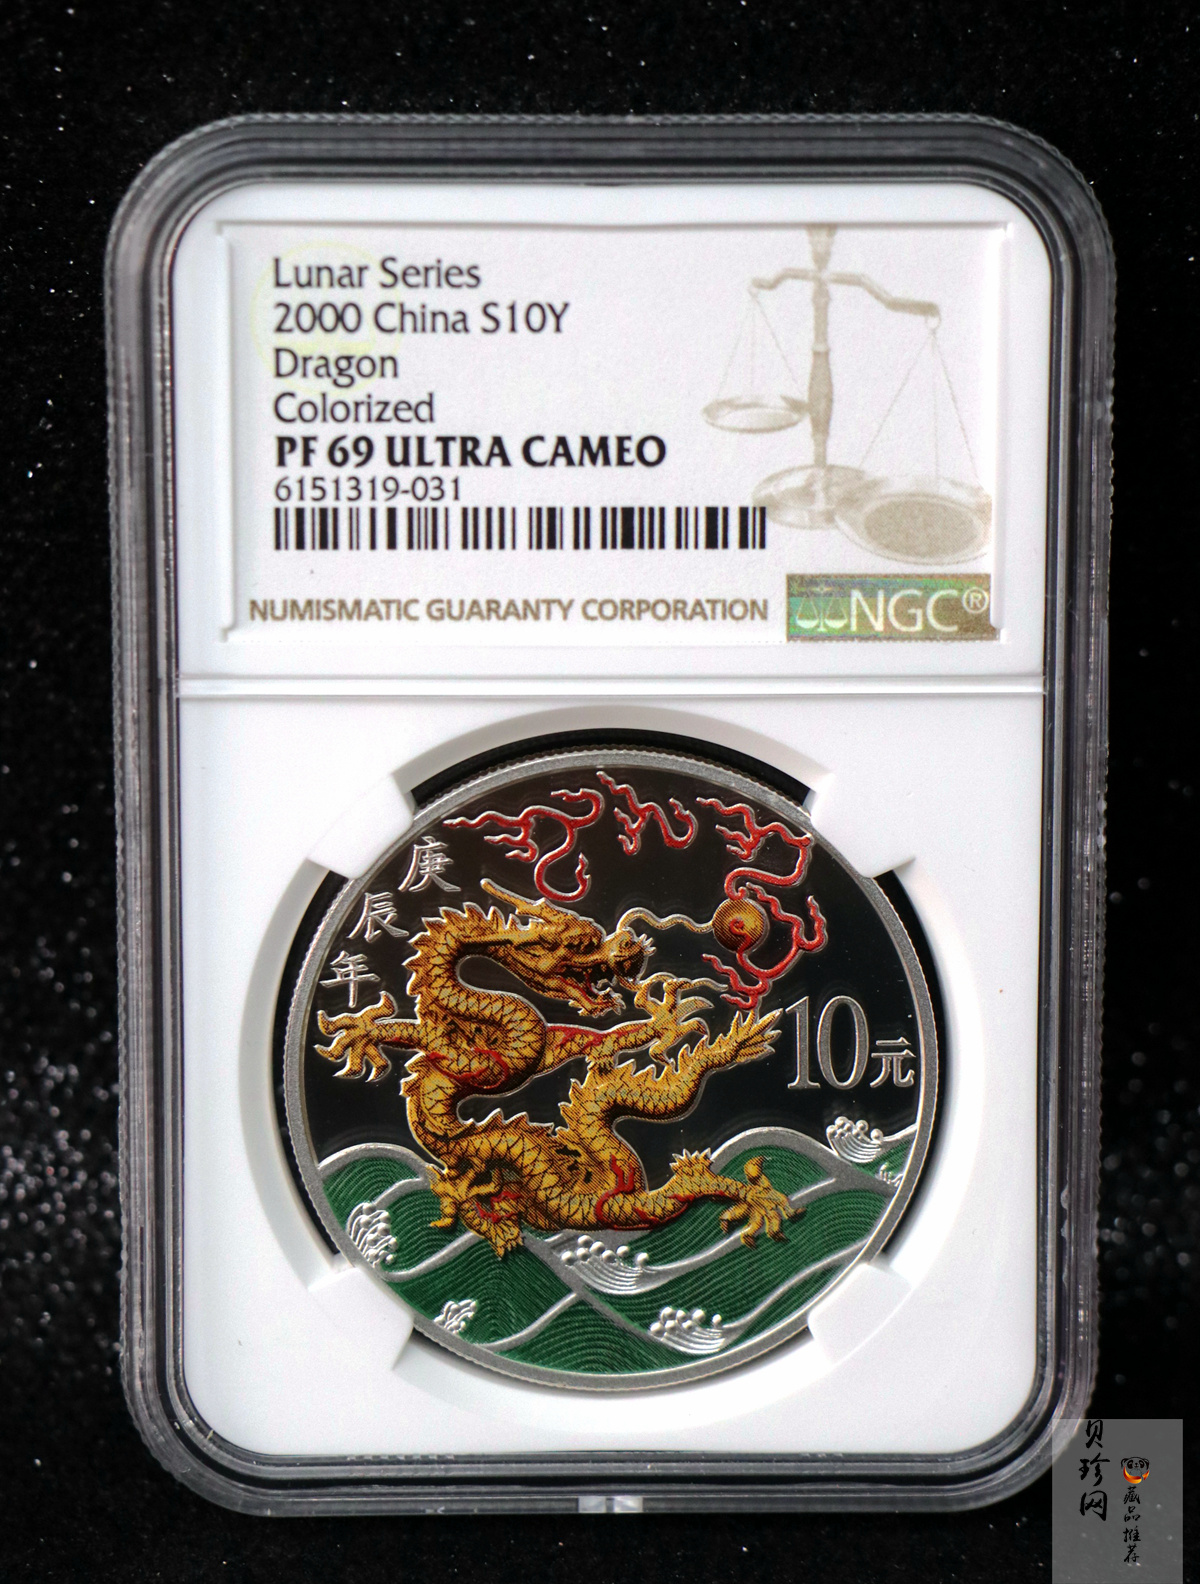 Lunar Series
2000 China S10Y
Dragon
Colorized
PF 69 ULTRA CAMEO
6151319-031
NUMISMATIC GUARANTY CORPORATION
NGC®
庚辰年
10元
贝珍网
藏品推荐